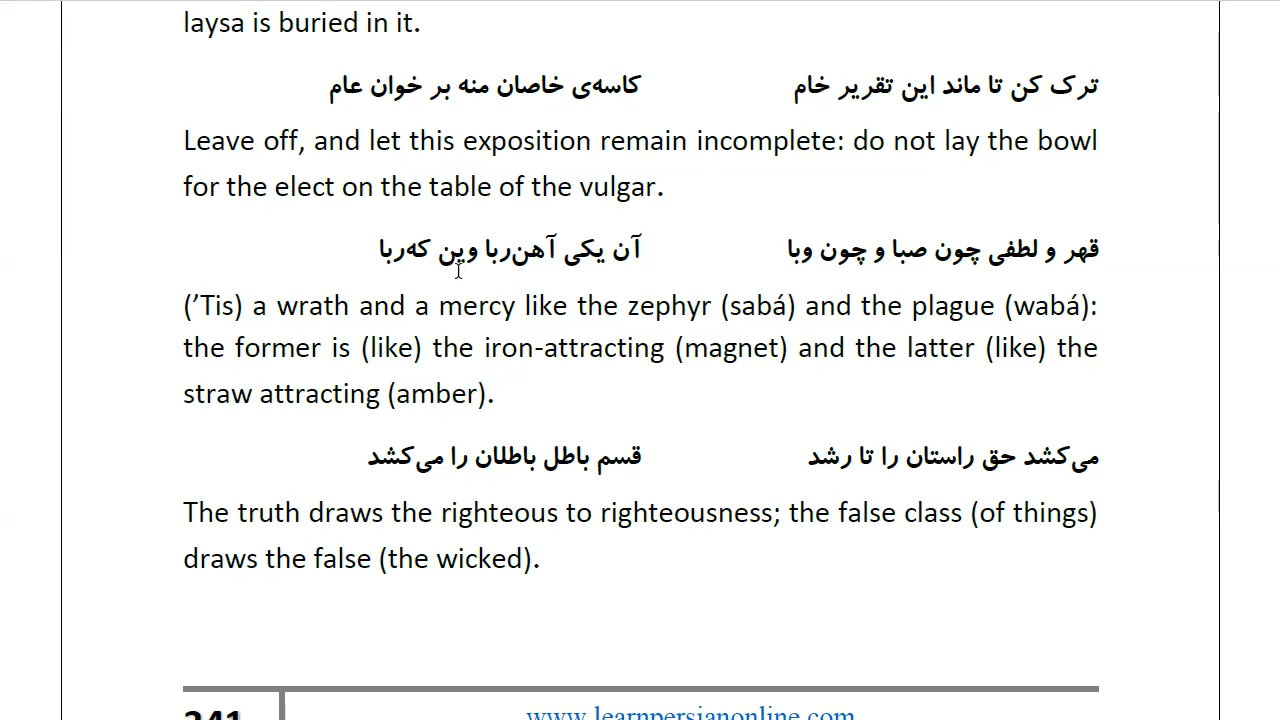 laysa is buried in it.
ترک کن تا ماند این تقریر خام کاسه‌ی خاصان منه بر خوان عام
Leave off, and let this exposition remain incomplete: do not lay the bowl
for the elect on the table of the vulgar.
قهر و لطفی چون صبا و چون وبا آن یکی آهن‌ربا وین که‌ربا
(’Tis) a wrath and a mercy like the zephyr (sabá) and the plague (wabá):
the former is (like) the iron-attracting (magnet) and the latter (like) the
straw attracting (amber).
می‌کشد حق راستان را تا رشد قسم باطل باطلان را می‌کشد
The truth draws the righteous to righteousness; the false class (of things)
draws the false (the wicked).
241 www.learnpersianonline.com